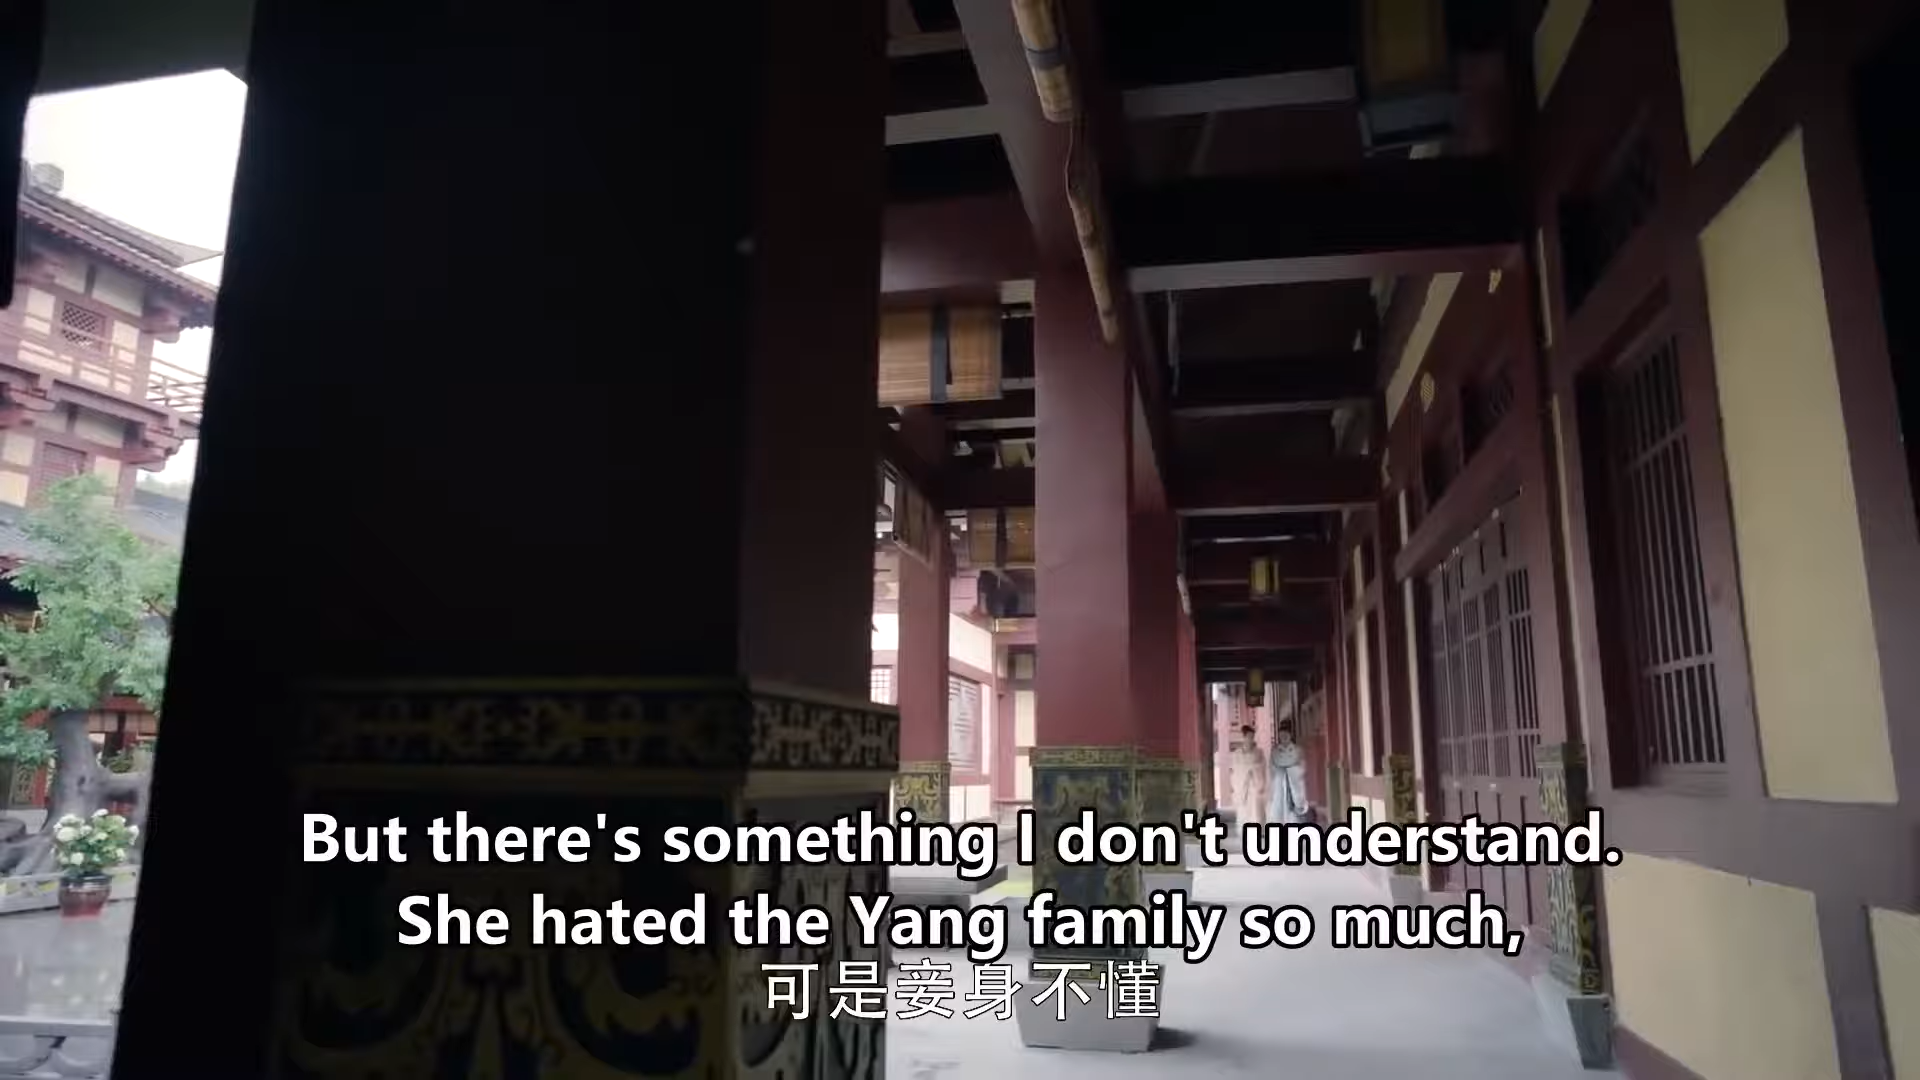 But there's something I don't understand.
She hated the Yang family so much,
可是妾身不懂